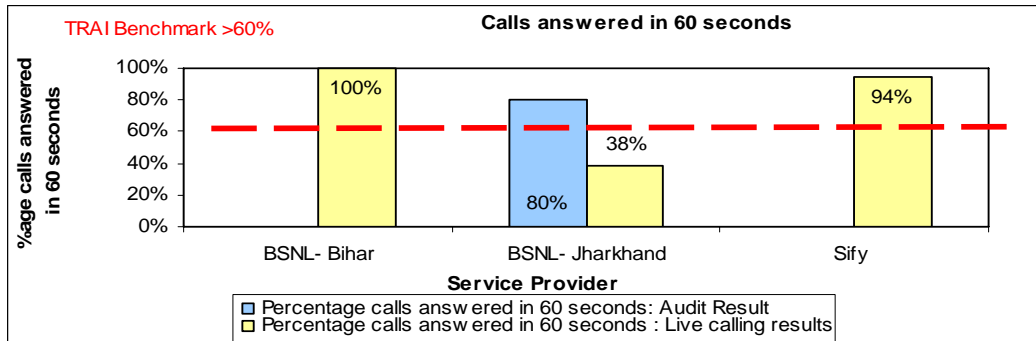 TRAI Benchmark >60%
Calls answered in 60 seconds
%age calls answered
in 60 seconds
100%
80%
60%
40%
20%
0%
100%
80%
38%
94%
BSNL- Bihar
BSNL- Jharkhand
Sify
Service Provider
Percentage calls answered in 60 seconds: Audit Result
Percentage calls answered in 60 seconds : Live calling results